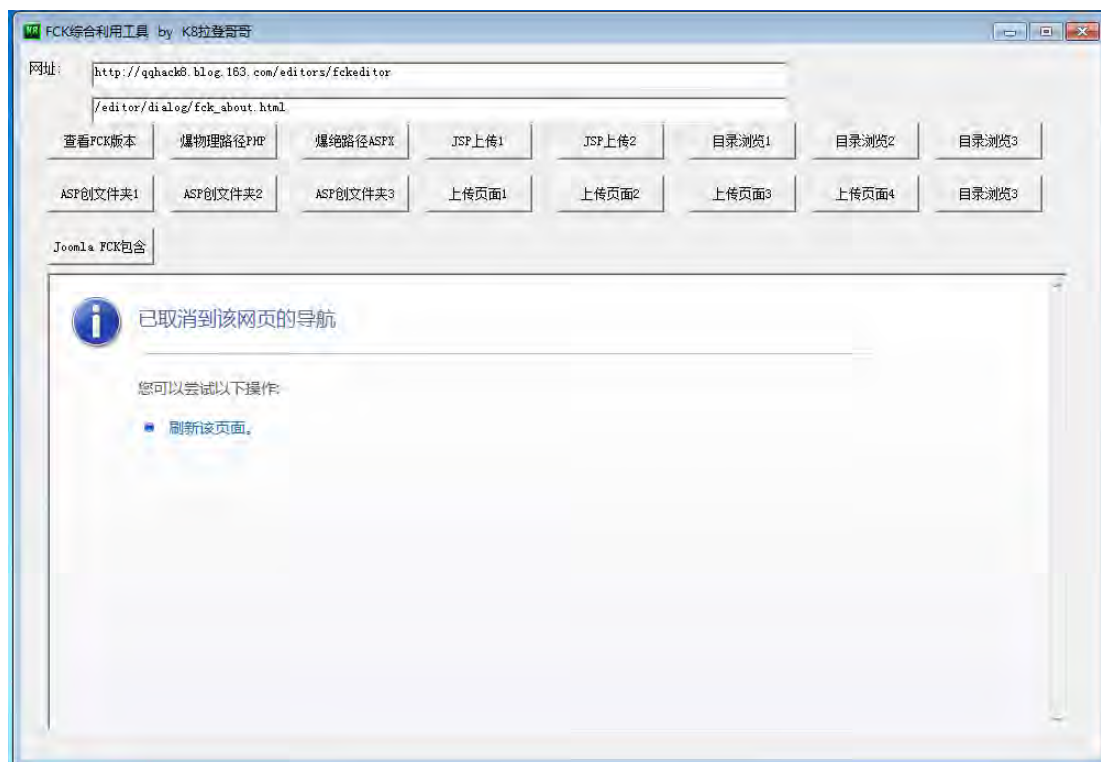 K8 FCK综合利用工具 by K8拉登哥哥
网址: http://qqhack8.blog.163.com/editors/fckeditor
/editor/dialog/fck_about.html
查看FCK版本 爆物理路径PHP 爆绝路径ASPX JSP上传1 JSP上传2 目录浏览1 目录浏览2 目录浏览3
ASP创文件夹1 ASP创文件夹2 ASP创文件夹3 上传页面1 上传页面2 上传页面3 上传页面4 目录浏览3
Joomla FCK包含
已取消到该网页的导航
您可以尝试以下操作:
刷新该页面。